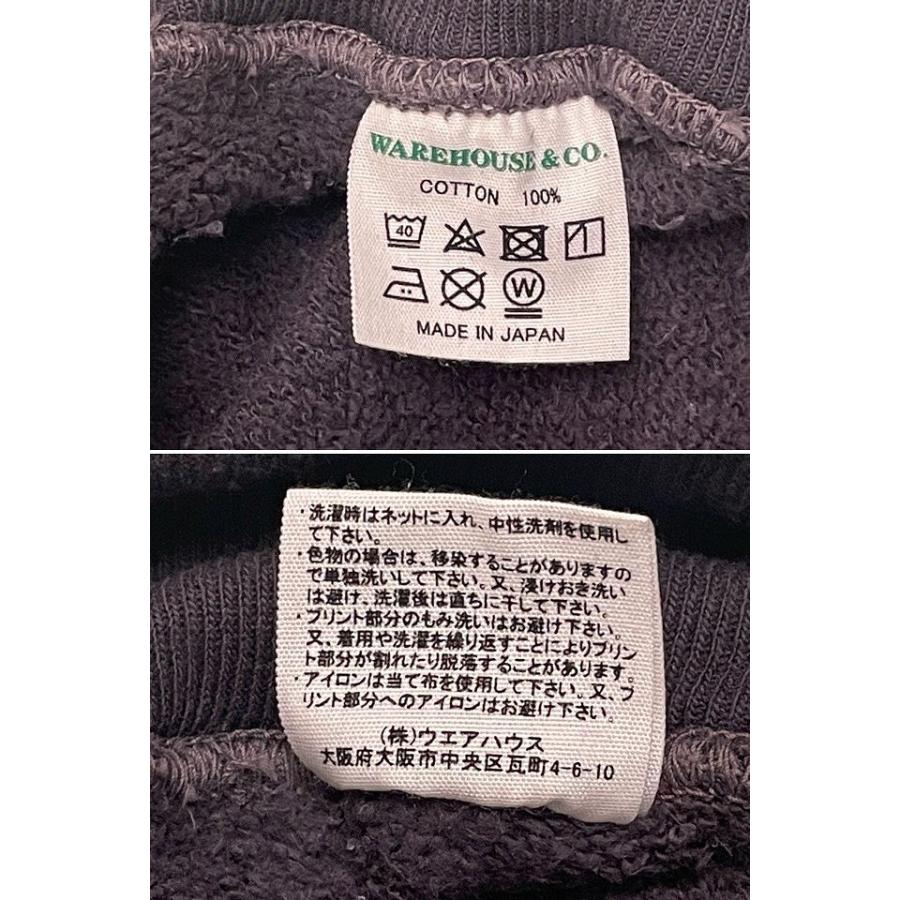 WAREHOUSE & CO.
COTTON 100%
40
W
MADE IN JAPAN
・洗濯時はネットに入れ、中性洗剤を使用し
て下さい。
・色物の場合は、移染することがありますの
で単独洗いして下さい。又、浸けおき洗い
は避け、洗濯後は直ちに干して下さい。
・プリント部分のもみ洗いはお避け下さい。
又、着用や洗濯を繰り返すことによりプリン
ト部分が割れたり脱落することがあります。
・アイロンは当て布を使用して下さい。又、プ
リント部分へのアイロンはお避け下さい。
(株)ウエアハウス
大阪府大阪市中央区瓦町4-6-10